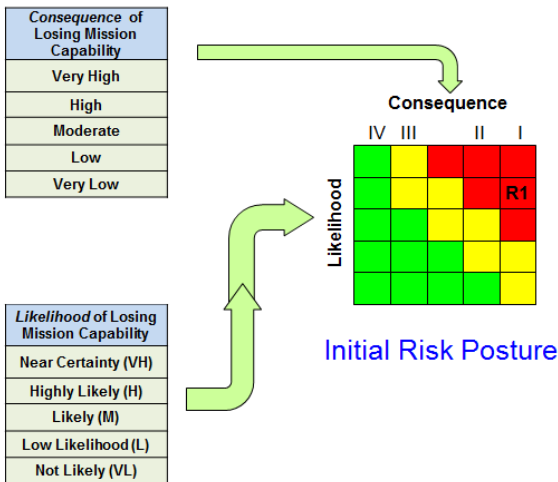 Consequence of
Losing Mission
Capability
Very High
High
Moderate
Low
Very Low
Consequence
IV III II I
R1
Likelihood
Initial Risk Posture
Likelihood of Losing
Mission Capability
Near Certainty (VH)
Highly Likely (H)
Likely (M)
Low Likelihood (L)
Not Likely (VL)